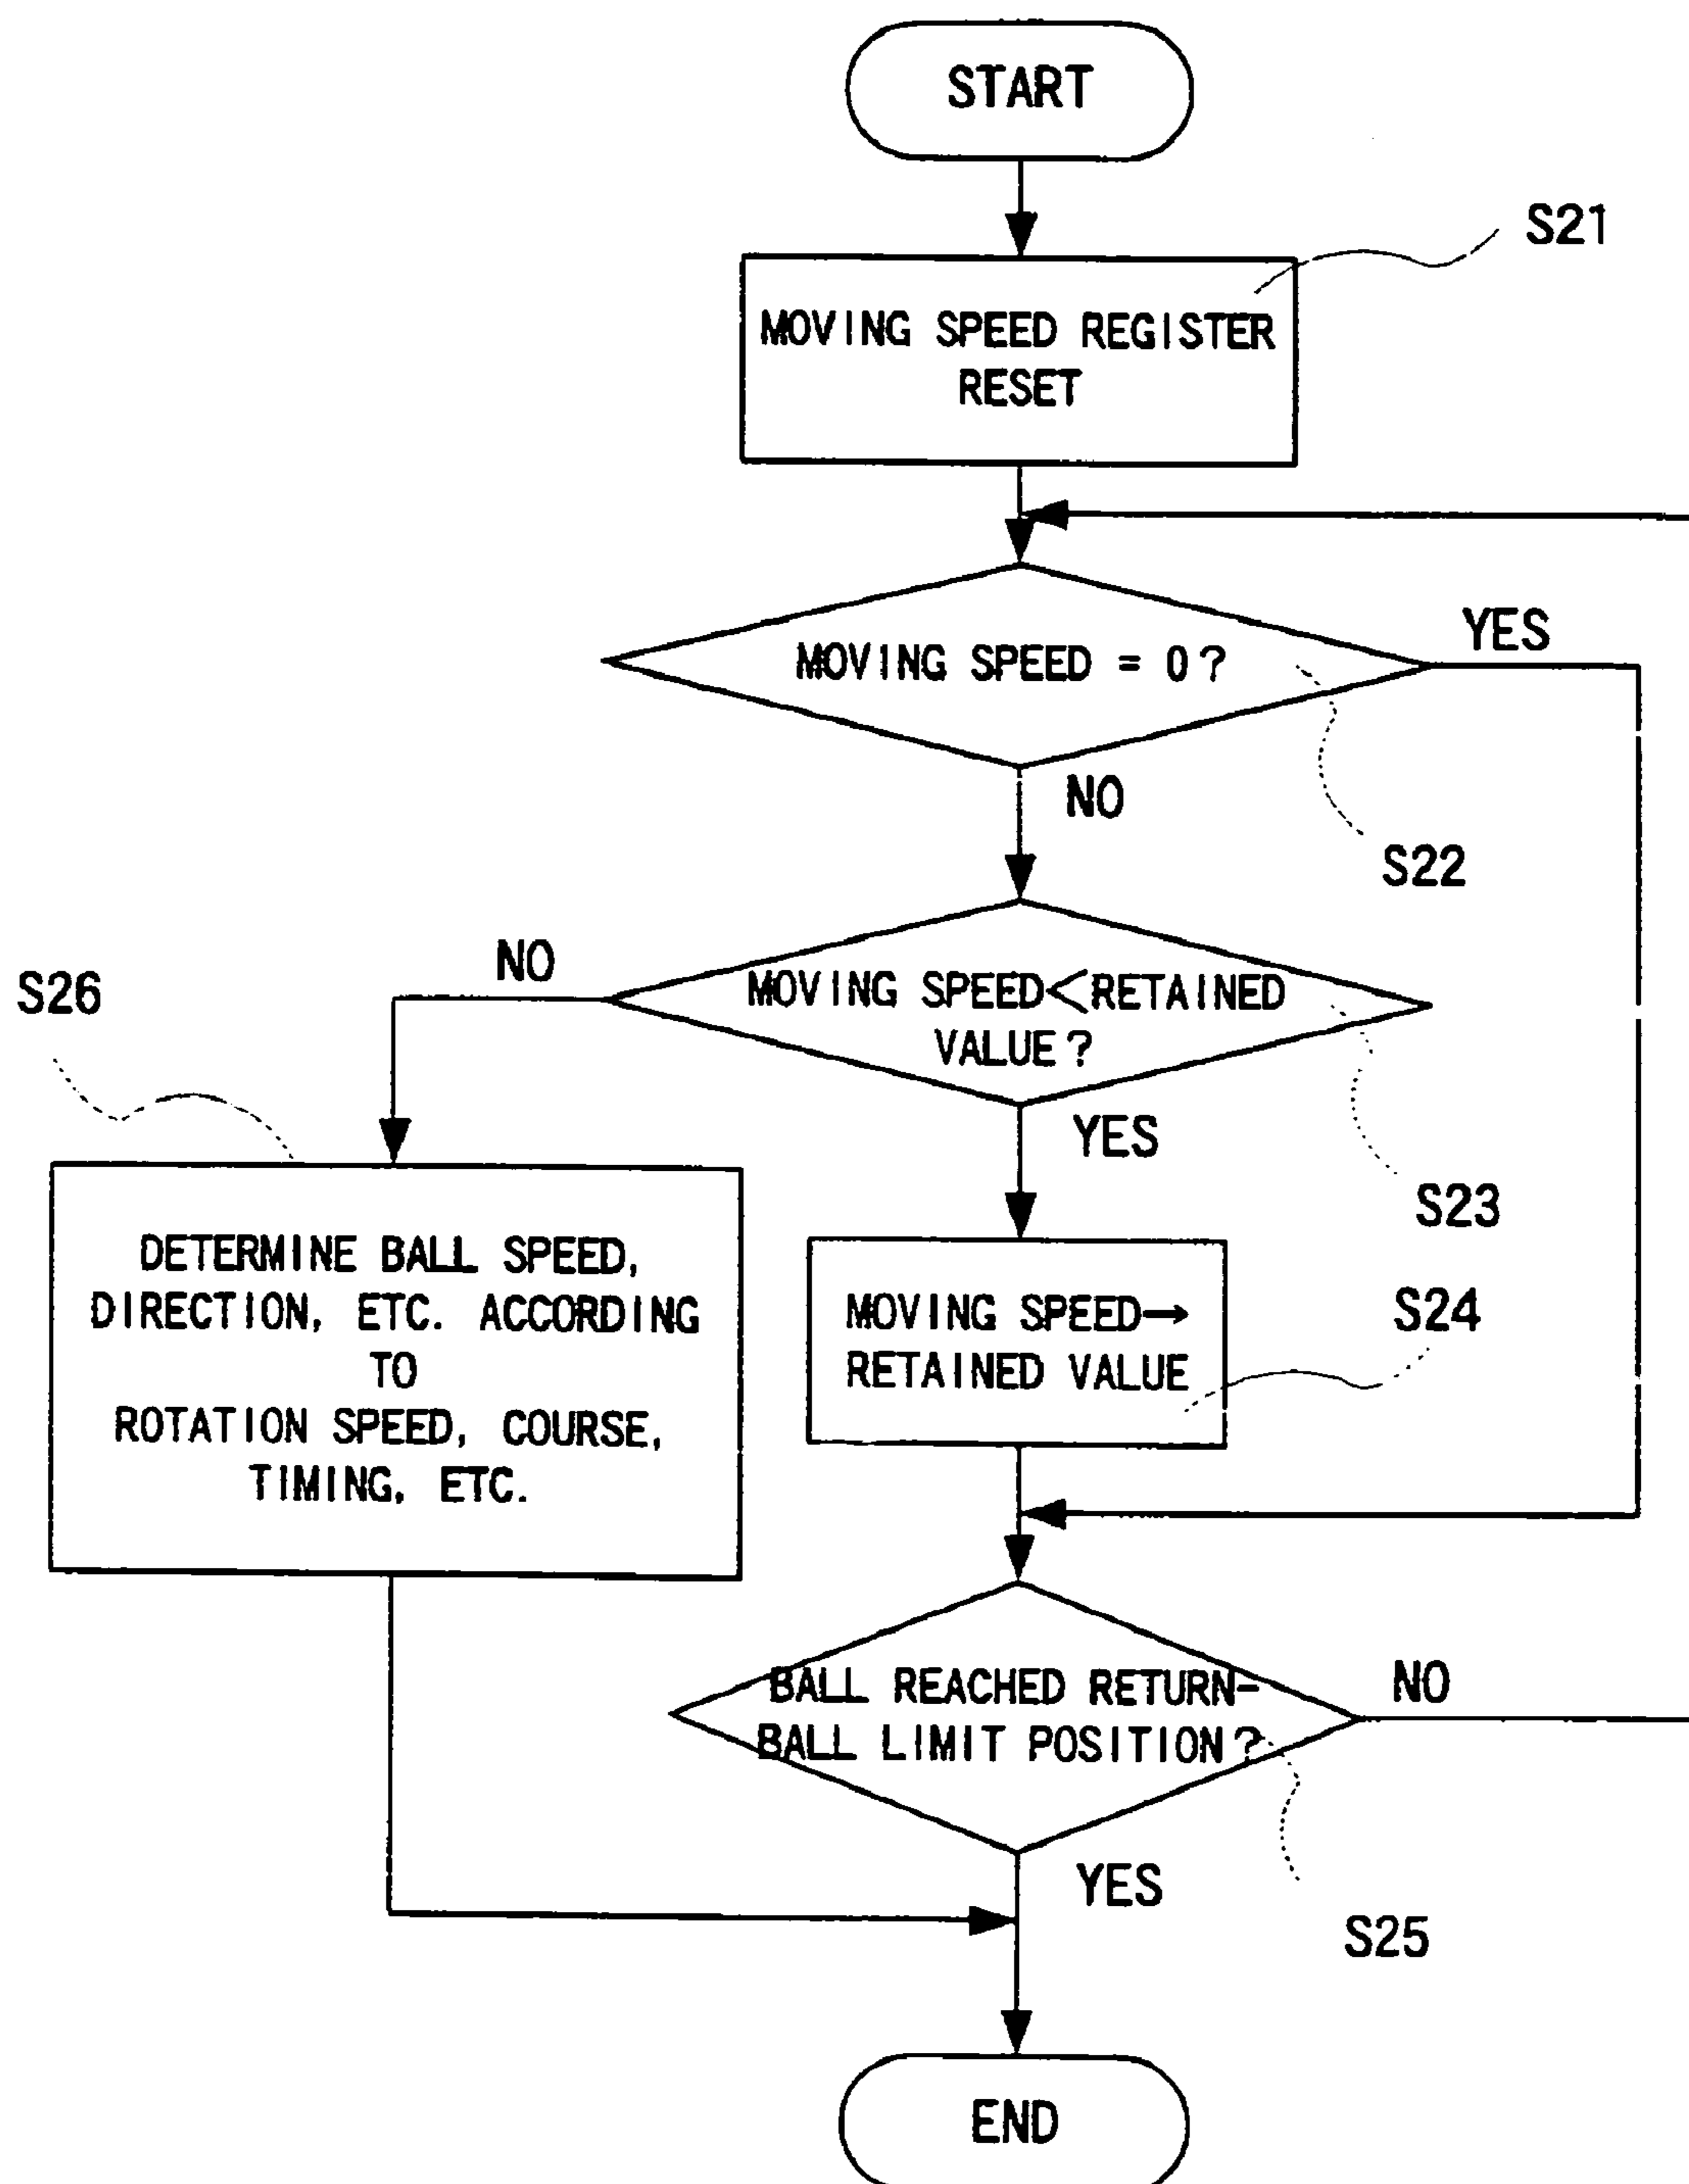 START
S21
MOVING SPEED REGISTER
RESET
MOVING SPEED = 0?
YES
NO
S22
NO
S26
MOVING SPEED<RETAINED
VALUE?
YES
S23
DETERMINE BALL SPEED,
DIRECTION, ETC. ACCORDING
TO
ROTATION SPEED, COURSE,
TIMING, ETC.
MOVING SPEED→
RETAINED VALUE
S24
BALL REACHED RETURN-
BALL LIMIT POSITION?
NO
YES
S25
END